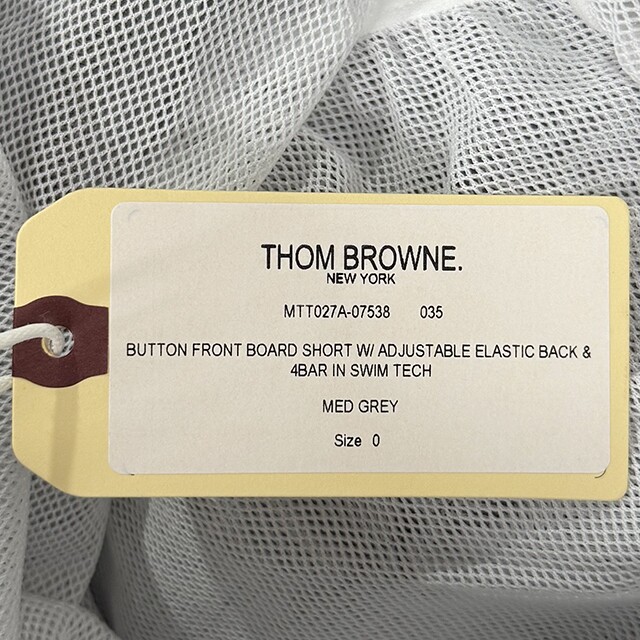 THOM BROWNE.
NEW YORK
MTT027A-07538 035
BUTTON FRONT BOARD SHORT W/ ADJUSTABLE ELASTIC BACK &
4BAR IN SWIM TECH
MED GREY
Size 0